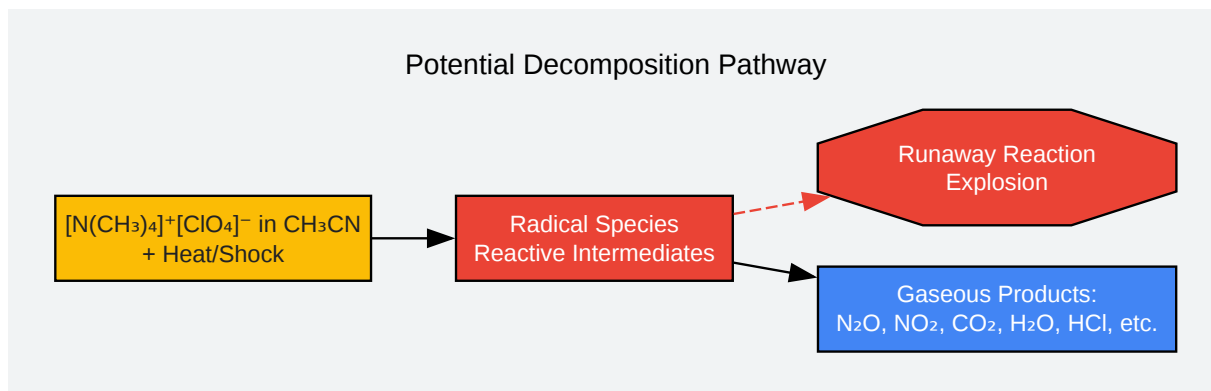 Potential Decomposition Pathway
[N(CH₃)₄]⁺[ClO₄]⁻ in CH₃CN
+ Heat/Shock
Radical Species
Reactive Intermediates
Runaway Reaction
Explosion
Gaseous Products:
N₂O, NO₂, CO₂, H₂O, HCl, etc.